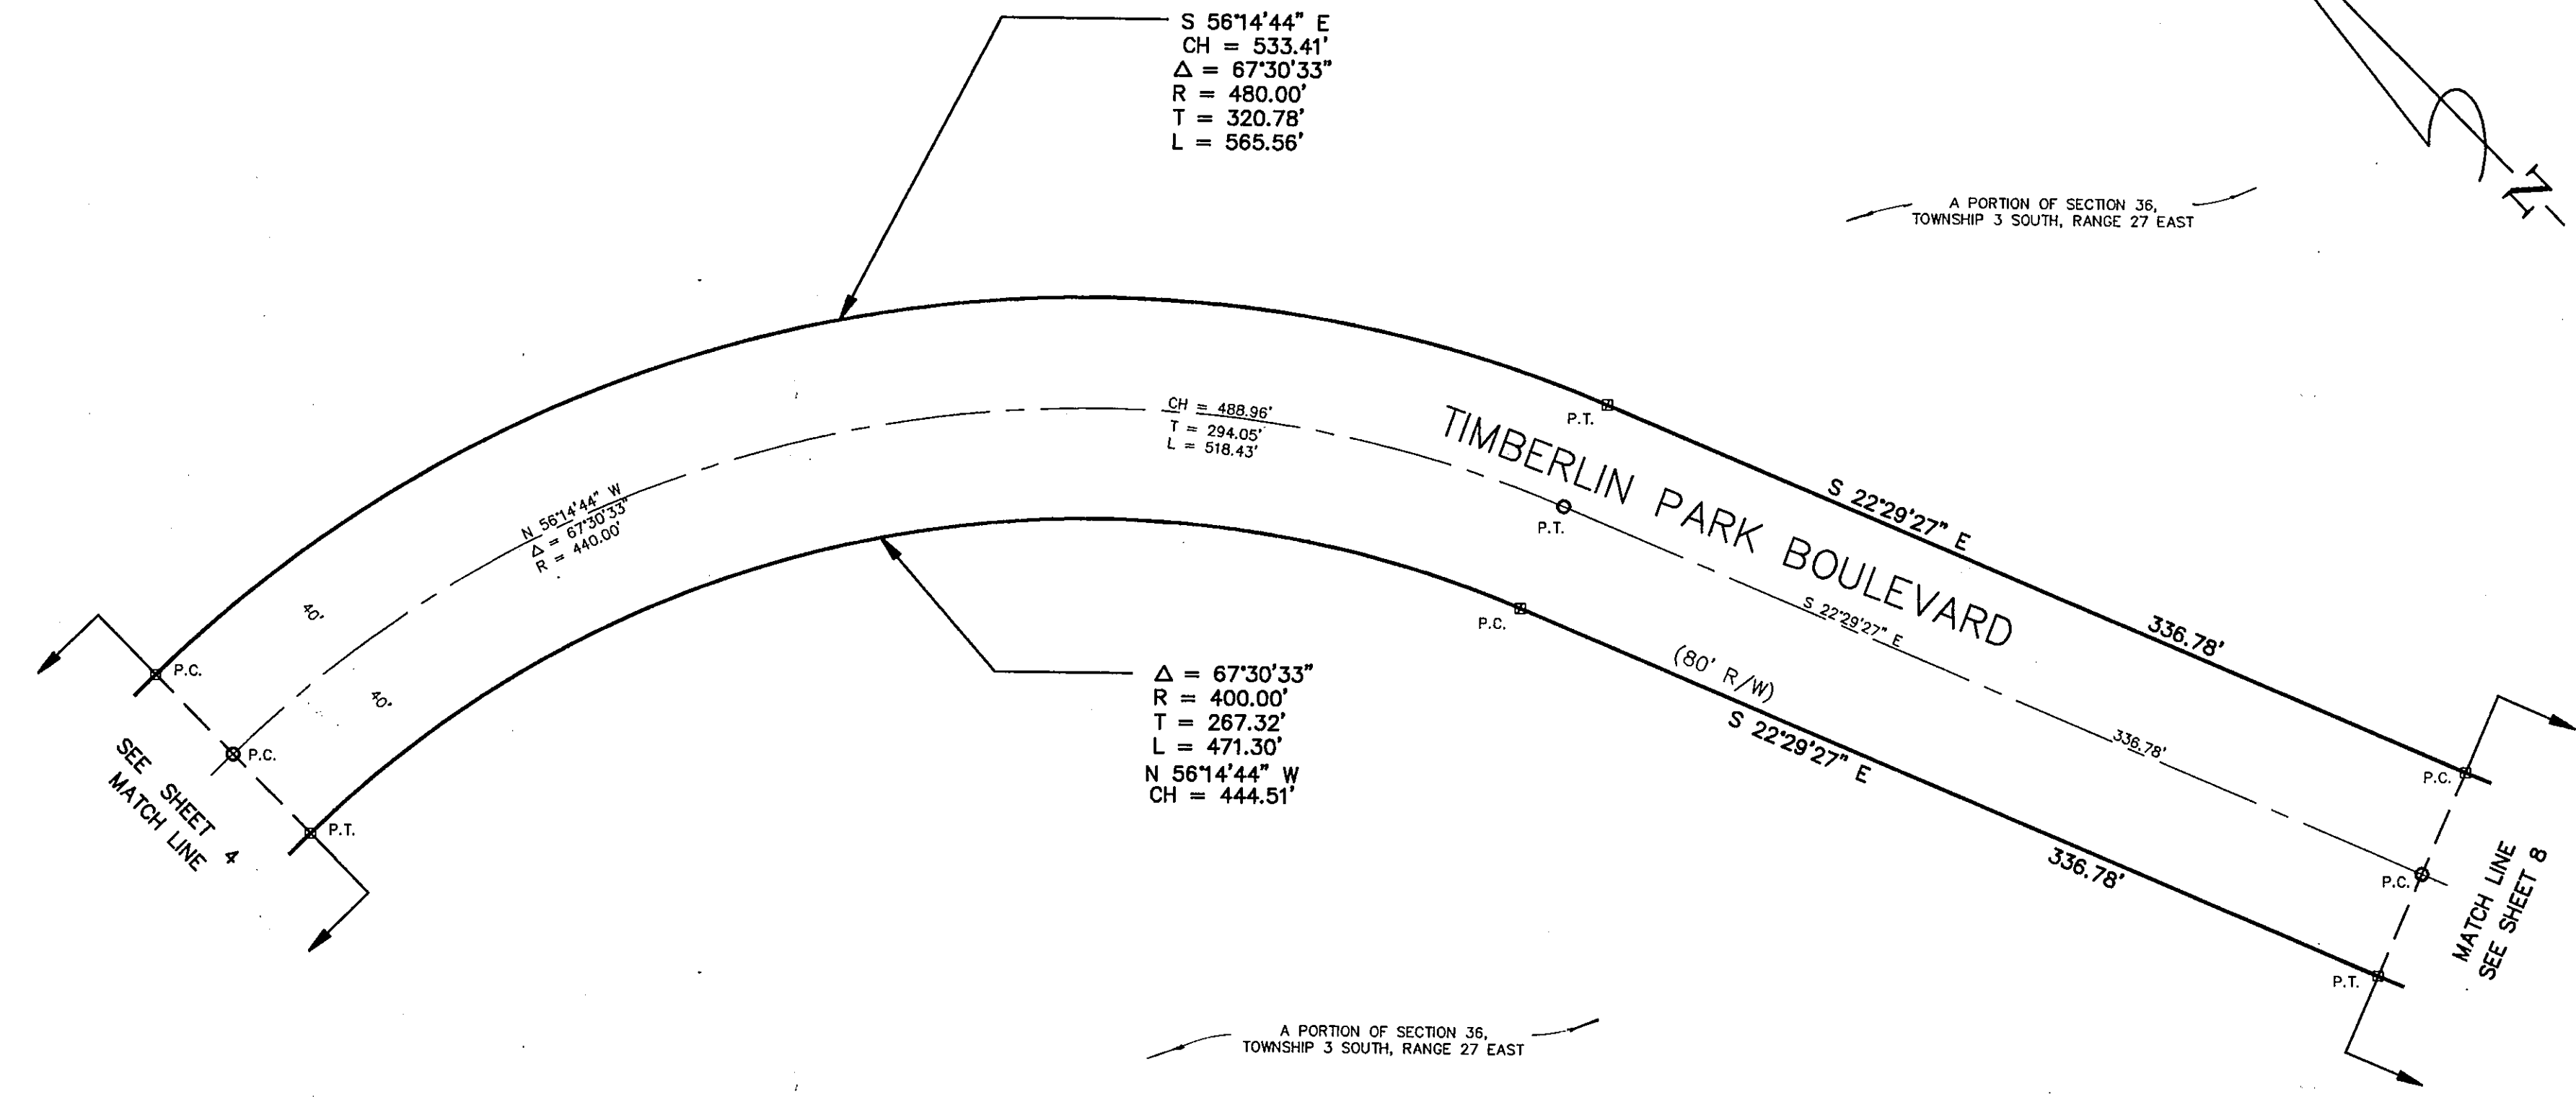 S 56°14'44" E
CH = 533.41'
Δ = 67°30'33"
R = 480.00'
T = 320.78'
L = 565.56'
N
A PORTION OF SECTION 36,
TOWNSHIP 3 SOUTH, RANGE 27 EAST
CH = 488.96'
T = 294.05'
L = 518.43'
P.T.
TIMBERLIN PARK BOULEVARD
S 22°29'27" E
336.78'
N 56°14'44" W
Δ = 67°30'33"
R = 440.00'
P.T.
S 22°29'27" E
336.78'
40'
40'
P.C.
P.C.
P.T.
SEE SHEET 4
MATCH LINE
P.C.
(80' R/W)
S 22°29'27" E
336.78'
Δ = 67°30'33"
R = 400.00'
T = 267.32'
L = 471.30'
N 56°14'44" W
CH = 444.51'
P.C.
P.C.
P.T.
MATCH LINE
SEE SHEET 8
A PORTION OF SECTION 36,
TOWNSHIP 3 SOUTH, RANGE 27 EAST